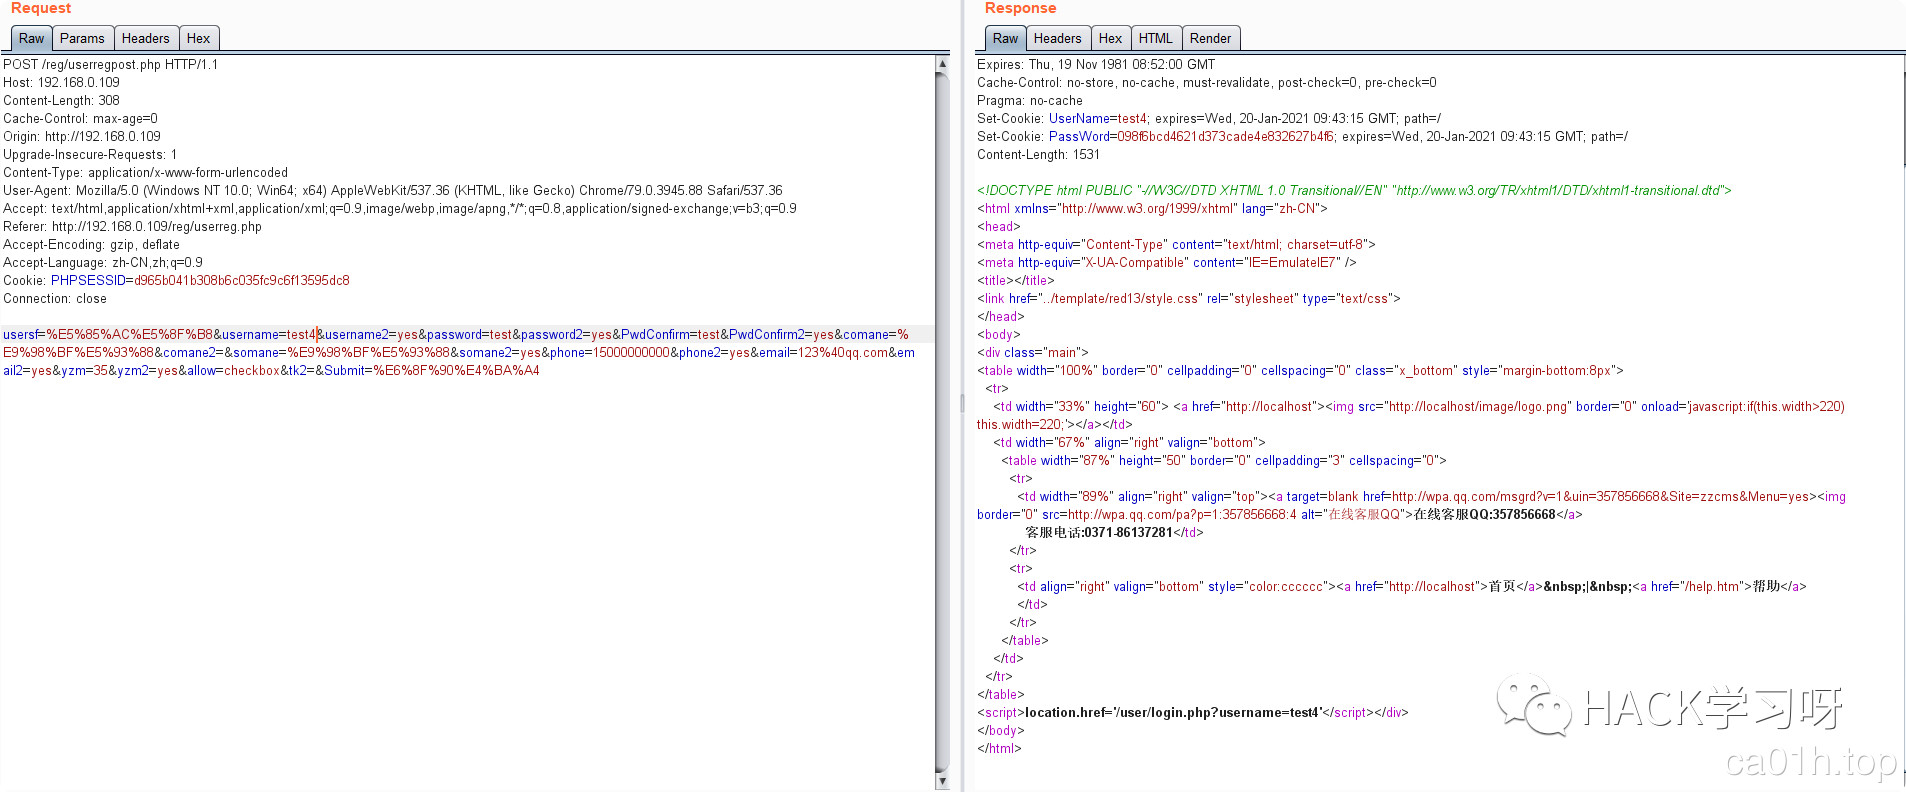 Request
Raw Params Headers Hex
POST /reg/userregpost.php HTTP/1.1
Host: 192.168.0.109
Content-Length: 308
Cache-Control: max-age=0
Origin: http://192.168.0.109
Upgrade-Insecure-Requests: 1
Content-Type: application/x-www-form-urlencoded
User-Agent: Mozilla/5.0 (Windows NT 10.0; Win64; x64) AppleWebKit/537.36 (KHTML, like Gecko) Chrome/79.0.3945.88 Safari/537.36
Accept: text/html,application/xhtml+xml,application/xml;q=0.9,image/webp,image/apng,*/*;q=0.8,application/signed-exchange;v=b3;q=0.9
Referer: http://192.168.0.109/reg/userreg.php
Accept-Encoding: gzip, deflate
Accept-Language: zh-CN,zh;q=0.9
Cookie: PHPSESSID=d965b041b308b6c035fc9c6f13595dc8
Connection: close
usersf=%E5%85%AC%E5%8F%B8&username=test4&username2=yes&password=test&password2=yes&PwdConfirm=test&PwdConfirm2=yes&comane=%
E9%98%BF%E5%93%88&comane2=&somane=%E9%98%BF%E5%93%88&somane2=yes&phone=15000000000&phone2=yes&email=123%40qq.com&em
ail2=yes&yzm=35&yzm2=yes&allow=checkbox&tk2=&Submit=%E6%8F%90%E4%BA%A4
Response
Raw Headers Hex HTML Render
Expires: Thu, 19 Nov 1981 08:52:00 GMT
Cache-Control: no-store, no-cache, must-revalidate, post-check=0, pre-check=0
Pragma: no-cache
Set-Cookie: UserName=test4; expires=Wed, 20-Jan-2021 09:43:15 GMT; path=/
Set-Cookie: PassWord=098f6bcd4621d373cade4e832627b4f6; expires=Wed, 20-Jan-2021 09:43:15 GMT; path=/
Content-Length: 1531
<!DOCTYPE html PUBLIC "-//W3C//DTD XHTML 1.0 Transitional//EN" "http://www.w3.org/TR/xhtml1/DTD/xhtml1-transitional.dtd">
<html xmlns="http://www.w3.org/1999/xhtml" lang="zh-CN">
<head>
<meta http-equiv="Content-Type" content="text/html; charset=utf-8">
<meta http-equiv="X-UA-Compatible" content="IE=EmulateIE7" />
<title></title>
<link href="../template/red13/style.css" rel="stylesheet" type="text/css">
</head>
<body>
<div class="main">
<table width="100%" border="0" cellpadding="0" cellspacing="0" class="x_bottom" style="margin-bottom:8px">
<tr>
<td width="33%" height="60"> <a href="http://localhost"><img src="http://localhost/image/logo.png" border="0" onload='javascript:if(this.width>220)
this.width=220;'></a></td>
<td width="67%" align="right" valign="bottom">
<table width="87%" height="50" border="0" cellpadding="3" cellspacing="0">
<tr>
<td width="89%" align="right" valign="top"><a target=blank href=http://wpa.qq.com/msgrd?v=1&uin=357856668&Site=zzcms&Menu=yes><img
border="0" src=http://wpa.qq.com/pa?p=1:357856668:4 alt="在线客服QQ">在线客服QQ:357856668</a>
客服电话:0371-86137281</td>
</tr>
<tr>
<td align="right" valign="bottom" style="color:cccccc"><a href="http://localhost">首页</a>&nbsp;|&nbsp;<a href="/help.htm">帮助</a>
</td>
</tr>
</table>
</td>
</tr>
</table>
<script>location.href='/user/login.php?username=test4'</script></div>
</body>
</html>
HACK学习呀
ca01h.top